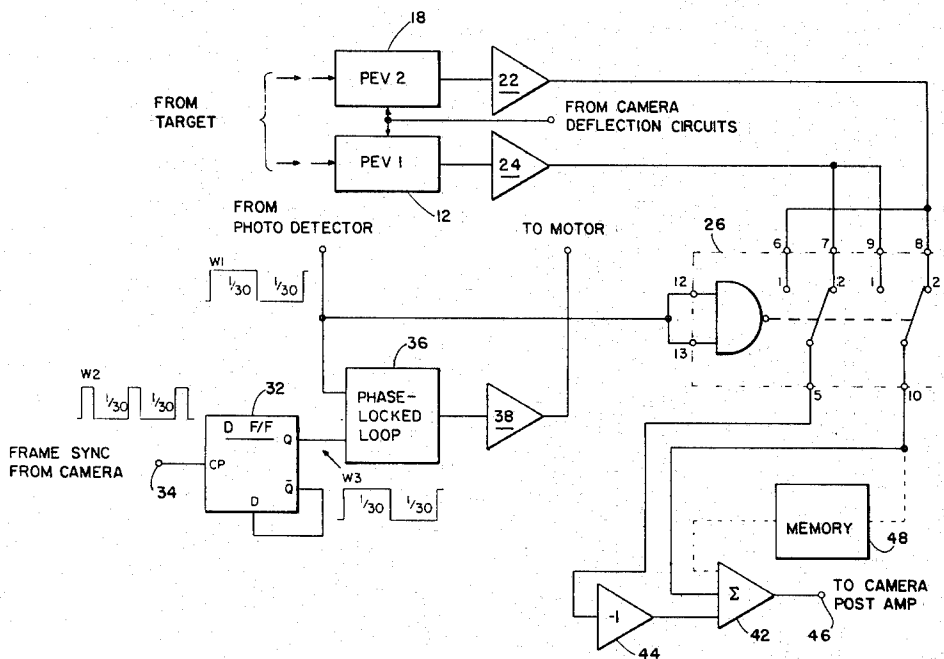 18
PEV 2
22
FROM TARGET
FROM CAMERA
DEFLECTION CIRCUITS
PEV 1
24
12
FROM
PHOTO DETECTOR
TO MOTOR
26
6 7 9 8
1 2 1 2
W1
1/30 1/30
12
13
36
PHASE-
LOCKED
LOOP
38
5 10
W2
1/30 1/30
32
D F/F Q
CP
Q̄
D
FRAME SYNC
FROM CAMERA
34
W3
1/30 1/30
MEMORY
48
-1
44
Σ
42
TO CAMERA
POST AMP
46